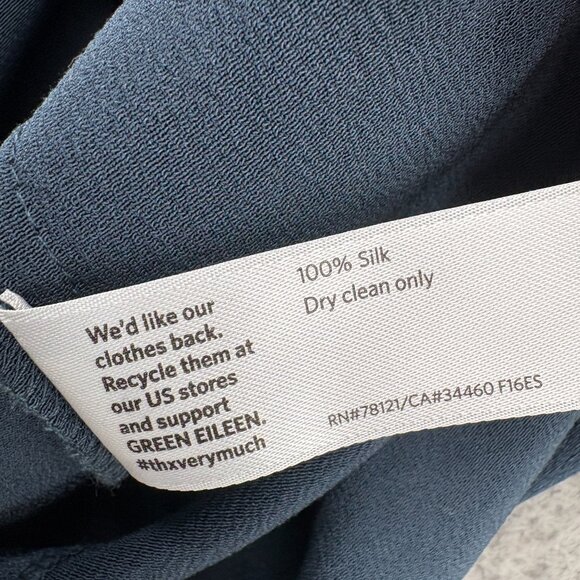 We'd like our
clothes back.
Recycle them at
our US stores
and support
GREEN EILEEN.
#thxverymuch
100% Silk
Dry clean only
RN#78121/CA#34460 F16ES